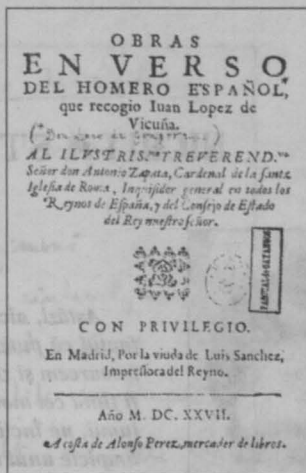 OBRAS
EN VERSO
DEL HOMERO ESPAÑOL,
que recogio Iuan Lopez de
Vicuña.
AL ILVSTRIS.mo Y REVEREND.mo
Señor don Antonio Zapata, Cardenal de la santa
Iglesia de Roma, Inquisidor general en todos los
Reynos de España, y del Consejo de Estado
del Rey nuestro señor.
CON PRIVILEGIO.
En Madrid, Por la viuda de Luis Sanchez,
Impressora del Reyno.
Año M. DC. XXVII.
A costa de Alonso Perez, mercader de libros.